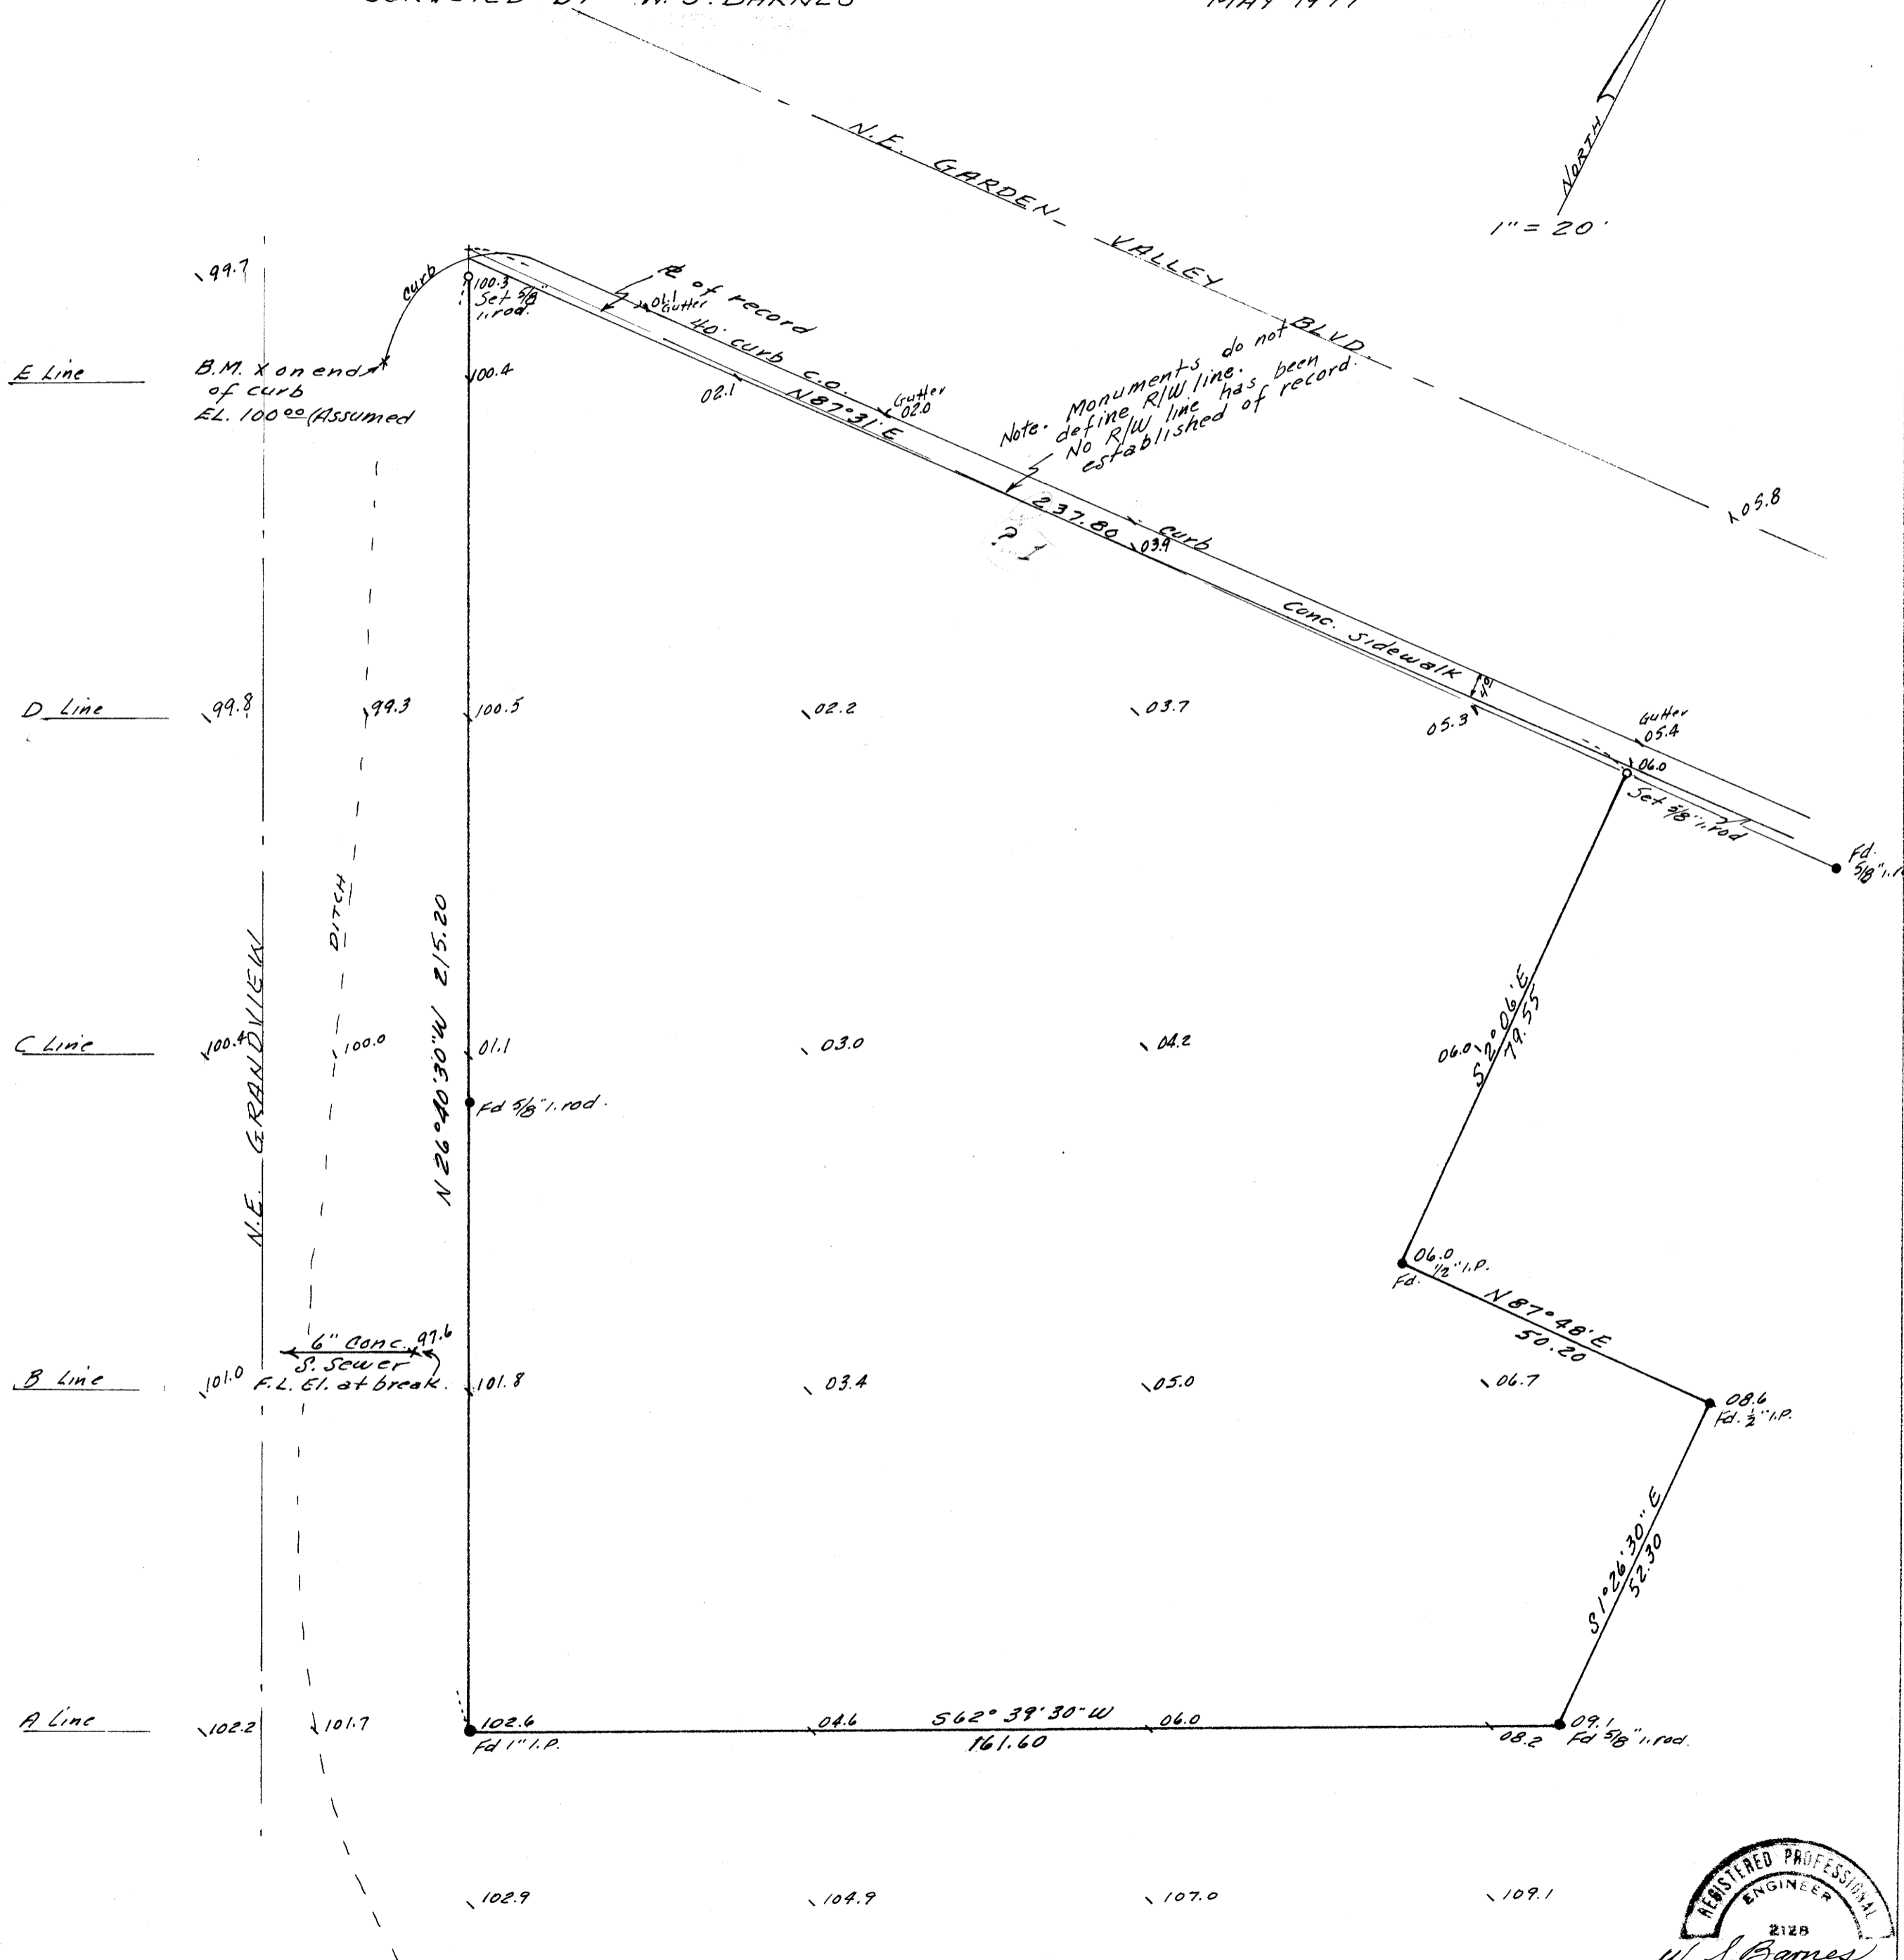 SURVEYED BY W. S. BARNES
MAY 1977
N.E. GARDEN VALLEY BLVD.
NORTH
1" = 20'
99.7
curb
100.3
Set 5/8"
i. rod.
of record
01.1
Gutter
40' curb c.o.
Gutter
02.0
E Line
B.M. X on end
of curb
EL. 100.00 (Assumed
100.4
02.1
N87°31'E
Note. Monuments do not
define R/W line.
No R/W line has been
established of record.
237.80
? 1
curb
03.9
05.8
Conc. sidewalk
D Line
99.8
99.3
100.5
02.2
03.7
05.3
Gutter
05.4
06.0
Set 5/8" i. rod
Fd.
5/8" i. r
DITCH
N.E. GRANDVIEW
N26°40'30"W 215.20
C Line
100.4
100.0
01.1
03.0
04.2
06.0
S2°06'E
79.55
Fd 5/8" i. rod.
06.0
Fd. 1/2" I.P.
N87°48'E
50.20
6" Conc.
97.6
S. Sewer
F.L. El. at break.
B Line
101.0
101.8
03.4
05.0
06.7
08.6
Fd. 1/2" I.P.
S1°26'30"E
52.30
A Line
102.2
101.7
102.6
Fd 1" I.P.
04.6
S62°39'30"W
161.60
06.0
08.2
09.1
Fd 5/8" i. rod.
102.9
104.9
107.0
109.1
REGISTERED PROFESSIONAL
ENGINEER
2128
W. S. Barnes